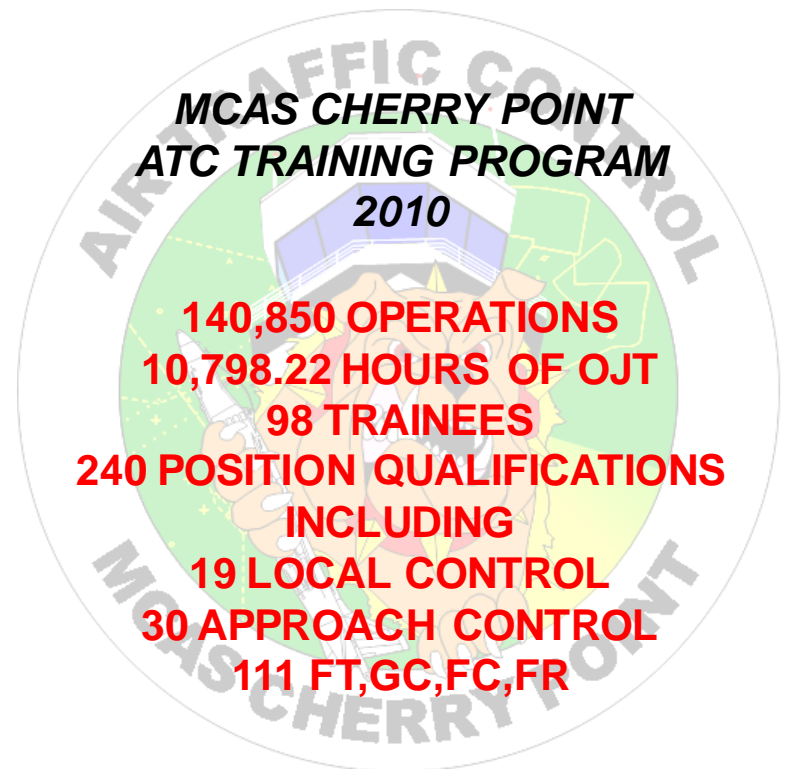 AIR TRAFFIC CONTROL
MCAS CHERRY POINT
ATC TRAINING PROGRAM
2010
140,850 OPERATIONS
10,798.22 HOURS OF OJT
98 TRAINEES
240 POSITION QUALIFICATIONS
INCLUDING
19 LOCAL CONTROL
30 APPROACH CONTROL
111 FT,GC,FC,FR
MCAS CHERRY POINT